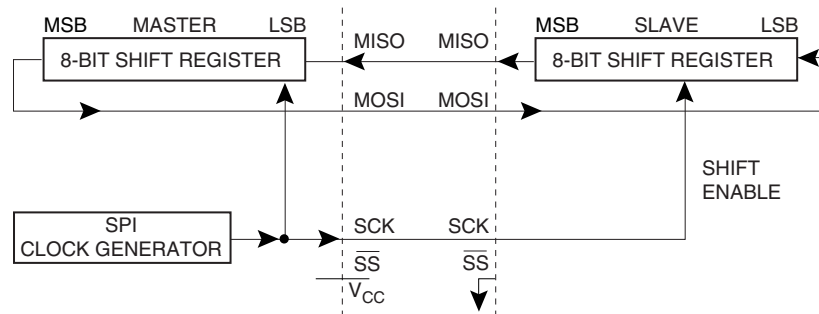 MSB MASTER LSB
8-BIT SHIFT REGISTER
MISO MISO
MSB SLAVE LSB
8-BIT SHIFT REGISTER
MOSI MOSI
SHIFT
ENABLE
SPI
CLOCK GENERATOR
SCK SCK
SS SS
VCC